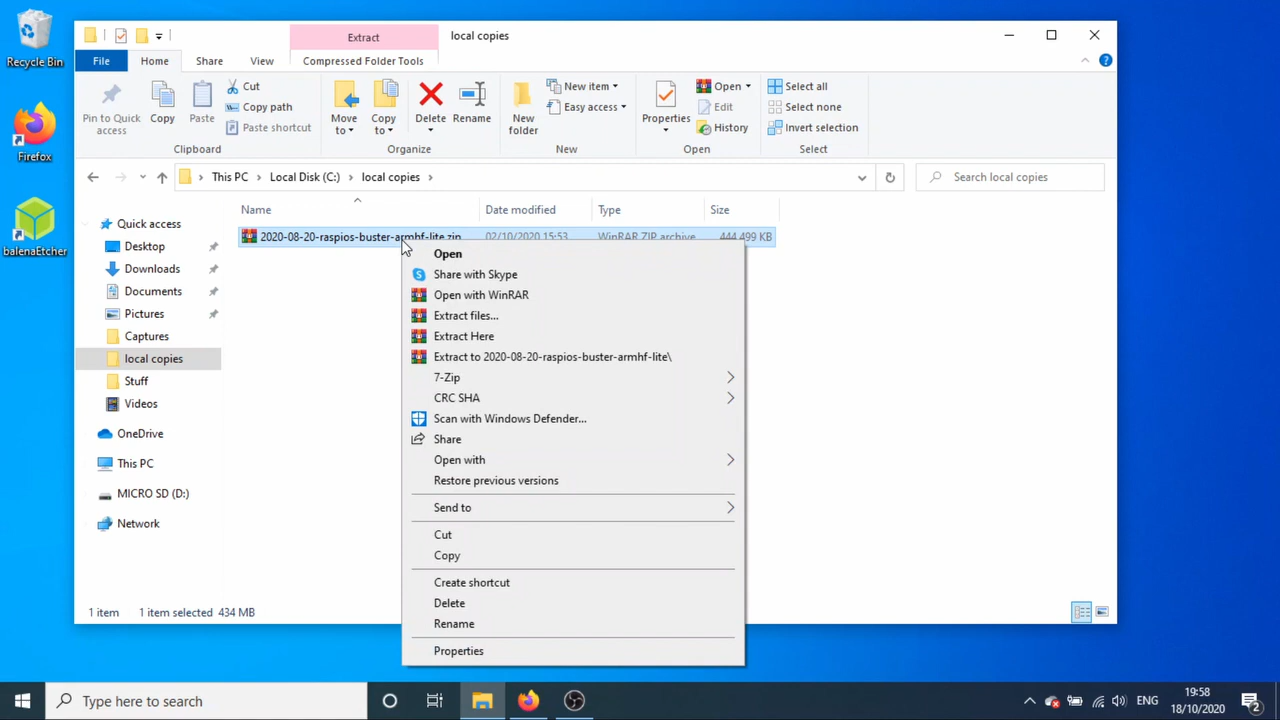 Recycle Bin
Firefox
balenaEtcher
Extract
local copies
File
Home
Share
View
Compressed Folder Tools
Pin to Quick
access
Copy
Paste
Cut
Copy path
Paste shortcut
Clipboard
Move
to
Copy
to
Delete
Rename
Organize
New
folder
New item
Easy access
New
Properties
Open
Edit
History
Open
Select all
Select none
Invert selection
Select
This PC > Local Disk (C:) > local copies >
Search local copies
Name
Date modified
Type
Size
2020-08-20-raspios-buster-armhf-lite.zip
02/10/2020 15:53
WinRAR ZIP archive
444,499 KB
Quick access
Desktop
Downloads
Documents
Pictures
Captures
local copies
Stuff
Videos
OneDrive
This PC
MICRO SD (D:)
Network
Open
Share with Skype
Open with WinRAR
Extract files...
Extract Here
Extract to 2020-08-20-raspios-buster-armhf-lite\
7-Zip
CRC SHA
Scan with Windows Defender...
Share
Open with
Restore previous versions
Send to
Cut
Copy
Create shortcut
Delete
Rename
Properties
1 item
1 item selected 434 MB
Type here to search
ENG
19:58
18/10/2020
2